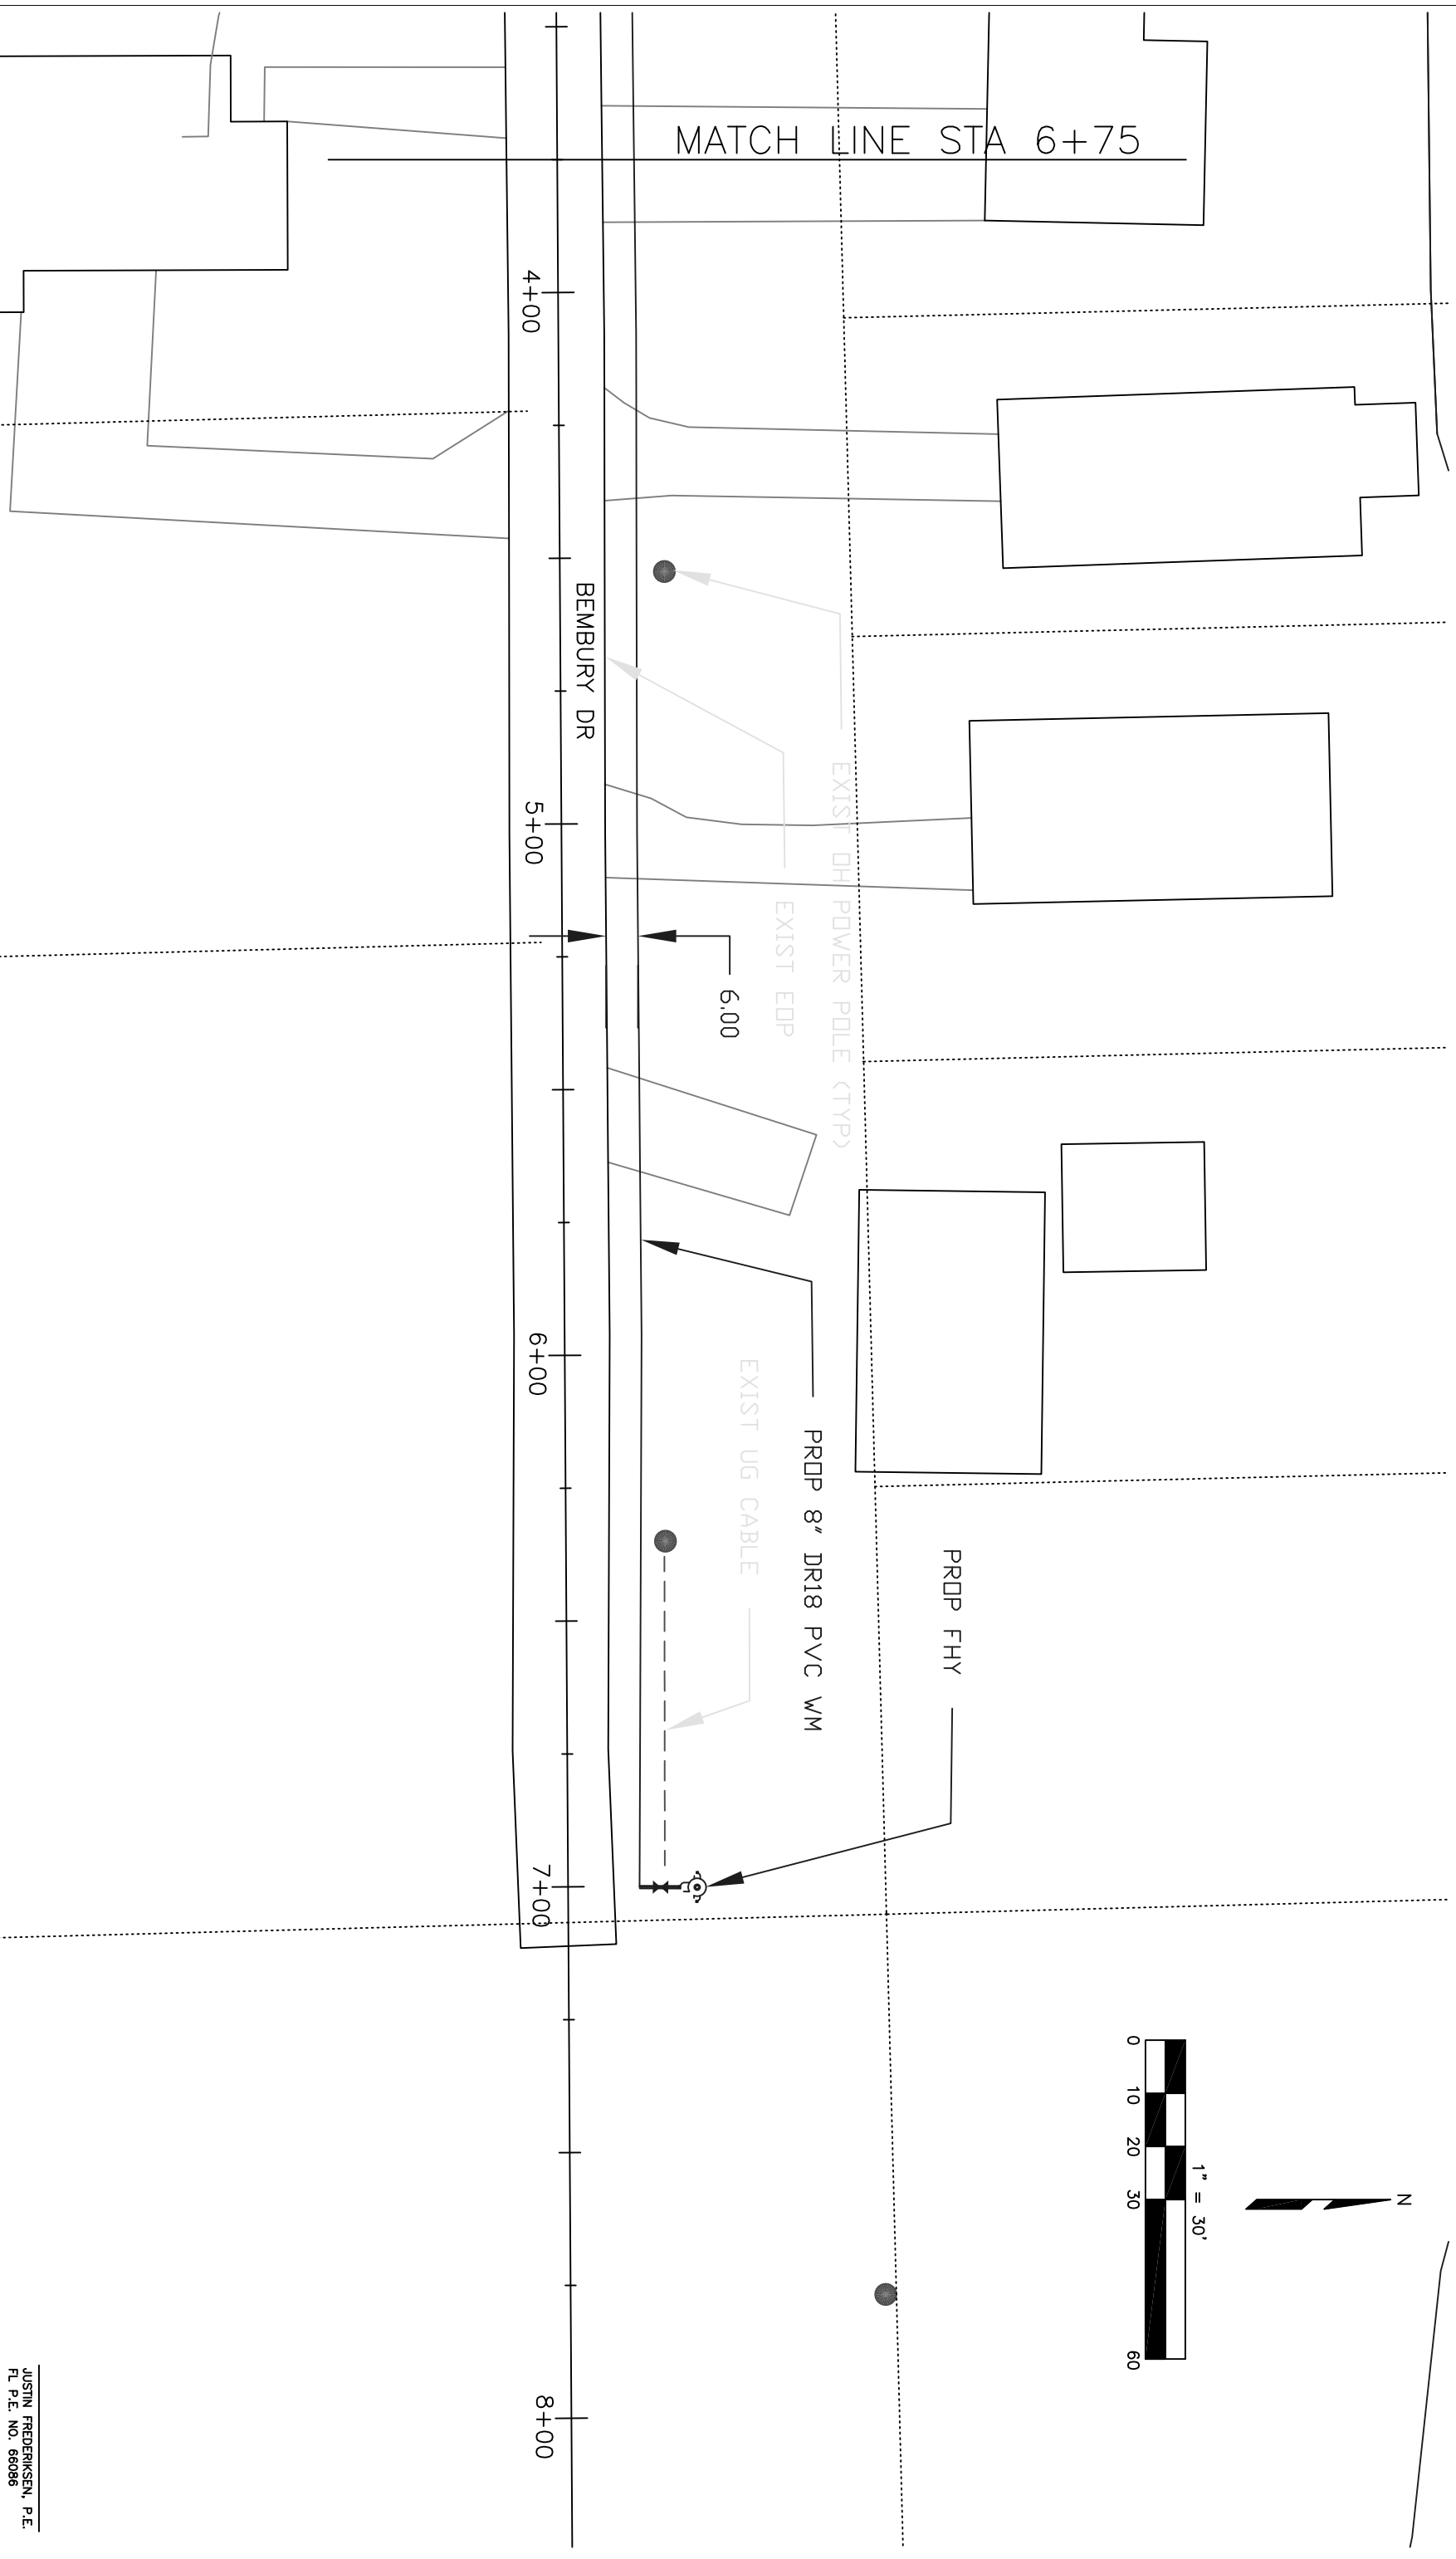 MATCH LINE STA 6+75
4+00
BEMBURY DR
5+00
EXIST OH POWER POLE (TYP)
EXIST EOP
6.00
6+00
EXIST UG CABLE
PROP 8" DR18 PVC WM
PROP FHY
7+00
8+00
N
1" = 30'
0 10 20 30 60
JUSTIN FREDERIKSEN, P.E.
FL P.E. NO. 66086